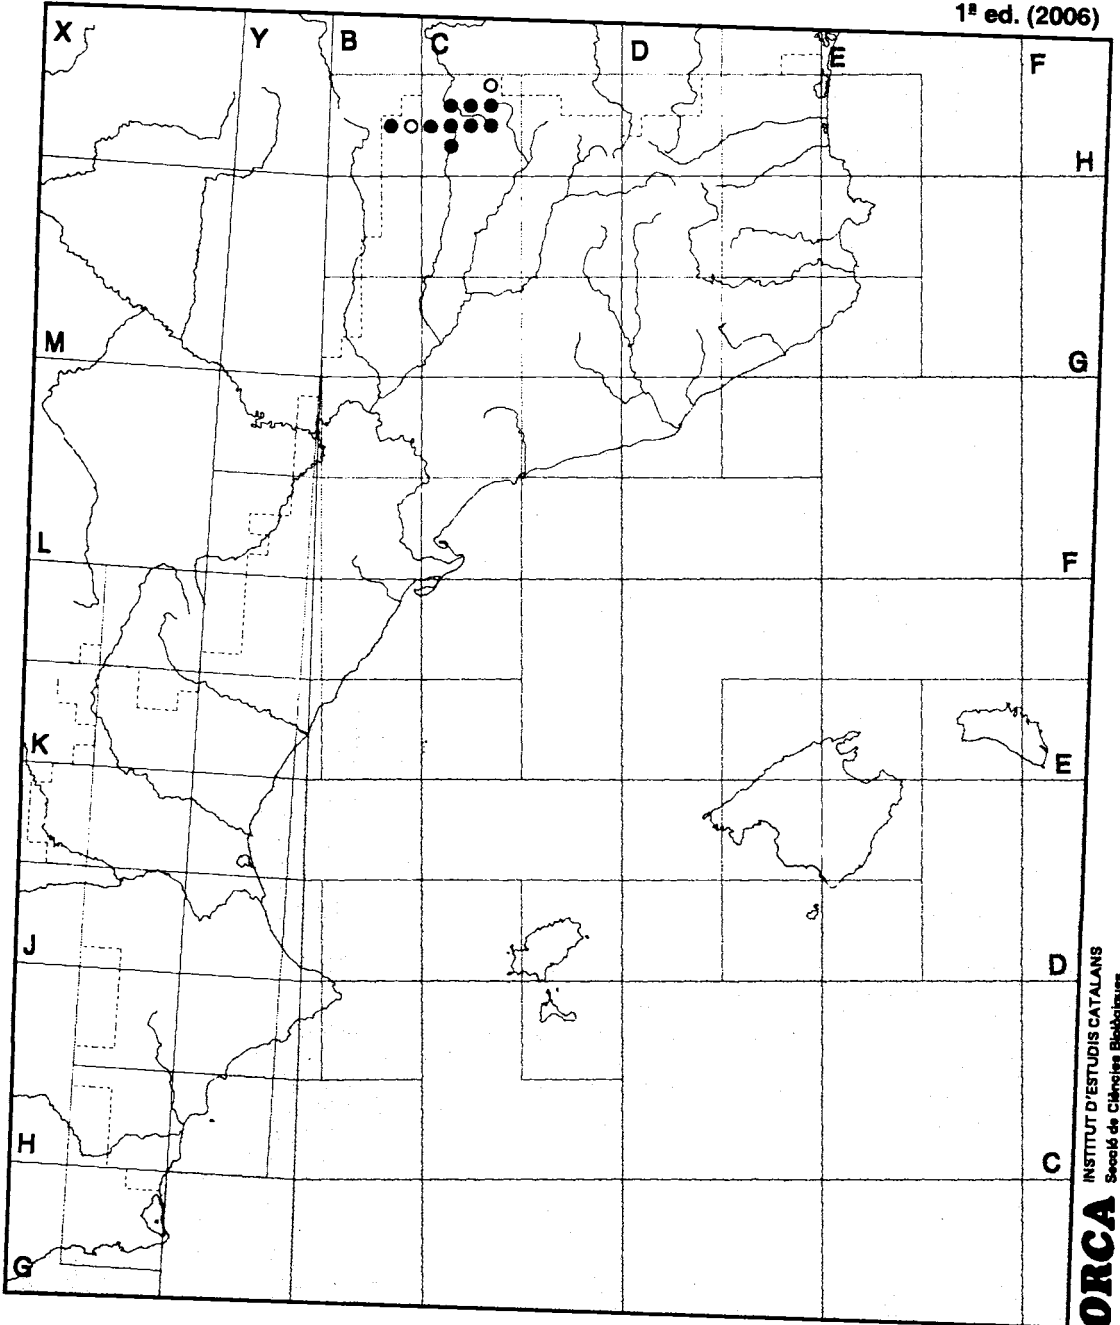 1ª ed. (2006)
X
Y
B
C
D
E
F
H
M
G
L
F
K
E
J
D
H
C
G
ORCA
INSTITUT D'ESTUDIS CATALANS
Secció de Ciències Biològiques